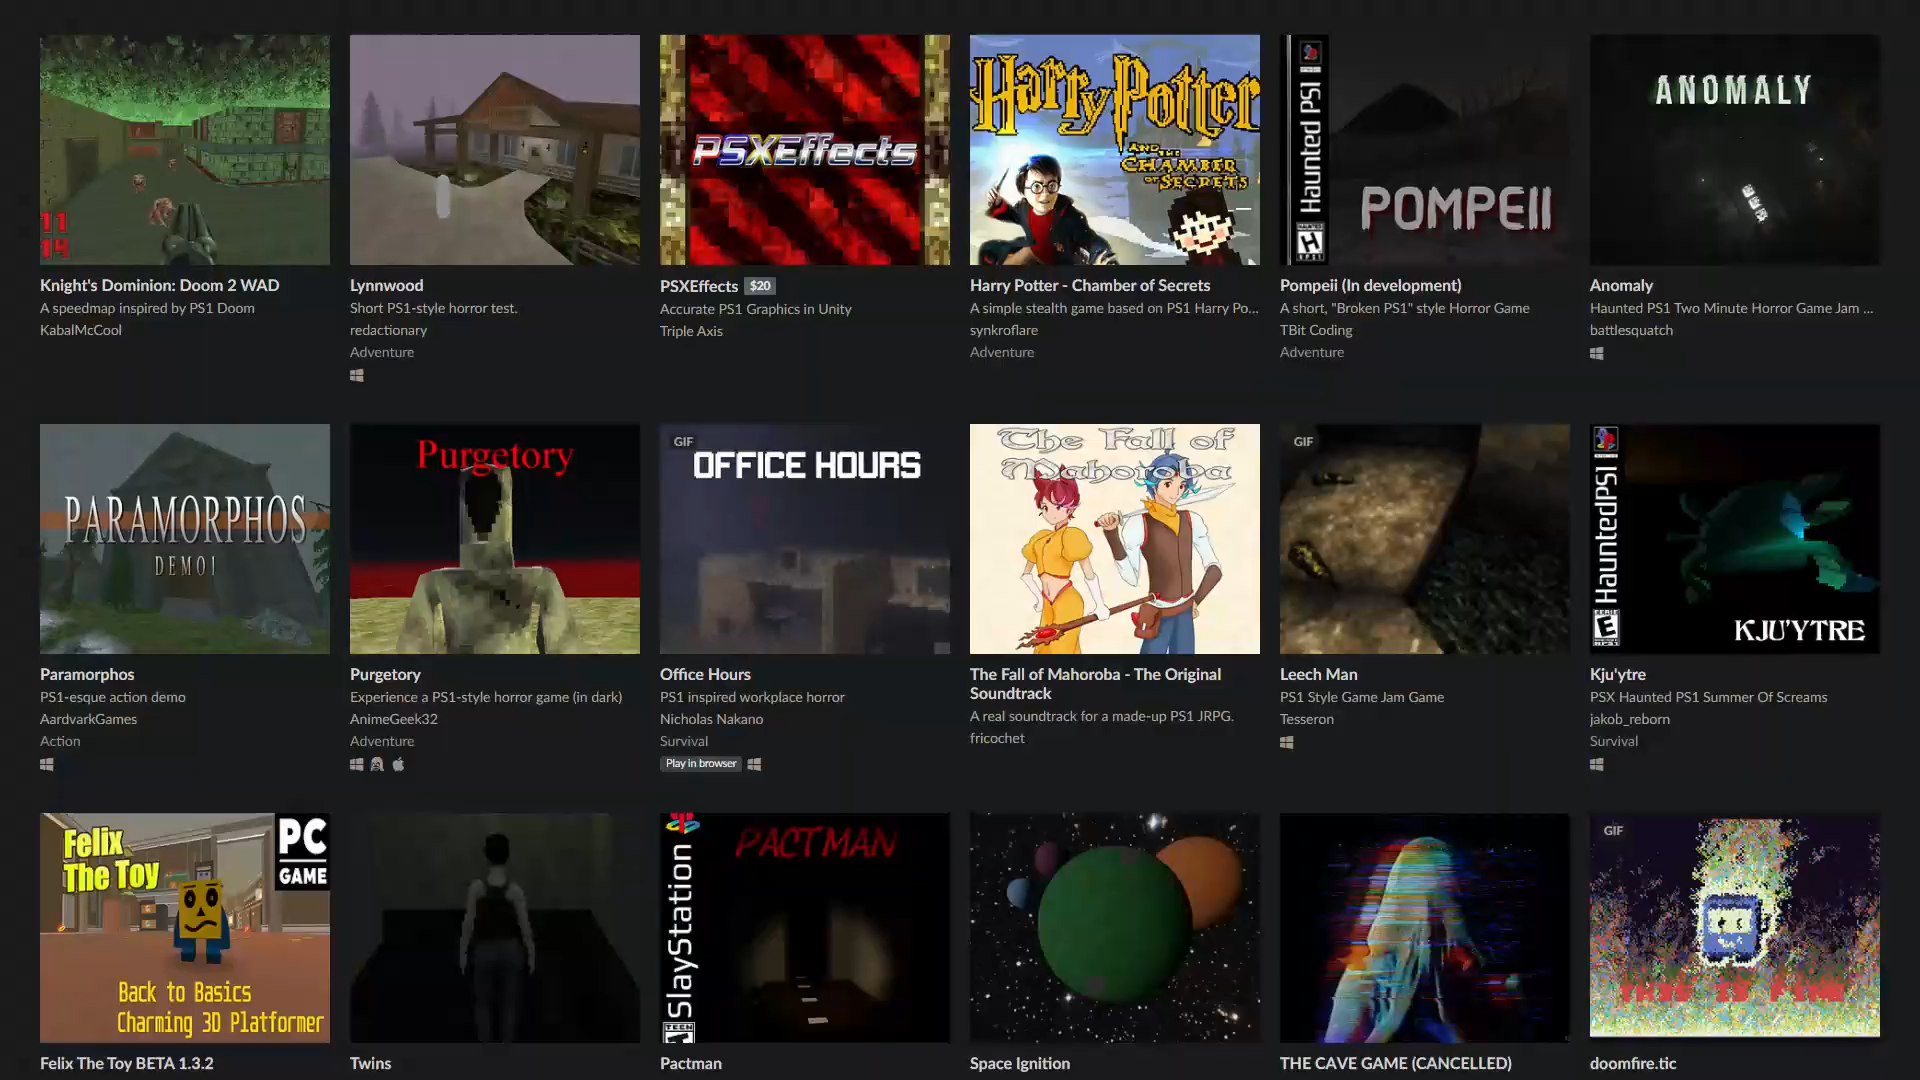 11
14
PSXEffects
Harry Potter
AND THE
CHAMBER
OF SECRETS
Haunted PS1
POMPEII
ANOMALY
Knight's Dominion: Doom 2 WAD
A speedmap inspired by PS1 Doom
KabalMcCool
Lynnwood
Short PS1-style horror test.
redactionary
Adventure
PSXEffects $20
Accurate PS1 Graphics in Unity
Triple Axis
Harry Potter - Chamber of Secrets
A simple stealth game based on PS1 Harry Po...
synkroflare
Adventure
Pompeii (In development)
A short, "Broken PS1" style Horror Game
TBit Coding
Adventure
Anomaly
Haunted PS1 Two Minute Horror Game Jam ...
battlesquatch
PARAMORPHOS
DEMO!
Purgetory
GIF
OFFICE HOURS
The Fall of
Mahoroba
GIF
HauntedPS1
KJU'YTRE
Paramorphos
PS1-esque action demo
AardvarkGames
Action
Purgetory
Experience a PS1-style horror game (in dark)
AnimeGeek32
Adventure
Office Hours
PS1 inspired workplace horror
Nicholas Nakano
Survival
Play in browser
The Fall of Mahoroba - The Original
Soundtrack
A real soundtrack for a made-up PS1 JRPG.
fricochet
Leech Man
PS1 Style Game Jam Game
Tesseron
Kju'ytre
PSX Haunted PS1 Summer Of Screams
jakob_reborn
Survival
Felix
The Toy
PC
GAME
Back to Basics
Charming 3D Platformer
PACTMAN
SlayStation
TEEN
GIF
THIS IS FINE
Felix The Toy BETA 1.3.2
Twins
Pactman
Space Ignition
THE CAVE GAME (CANCELLED)
doomfire.tic